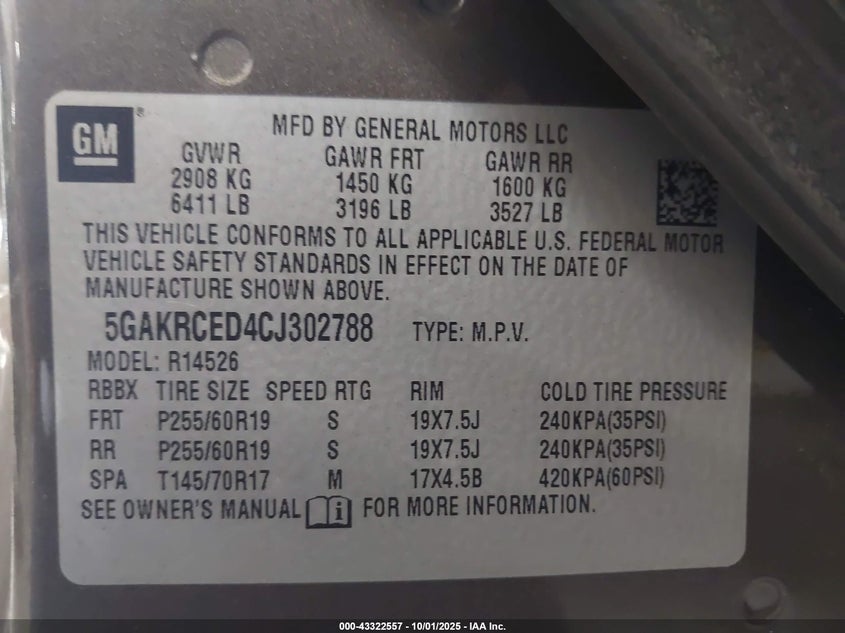 GM ®
MFD BY GENERAL MOTORS LLC
GVWR GAWR FRT GAWR RR
2908 KG 1450 KG 1600 KG
6411 LB 3196 LB 3527 LB
THIS VEHICLE CONFORMS TO ALL APPLICABLE U.S. FEDERAL MOTOR
VEHICLE SAFETY STANDARDS IN EFFECT ON THE DATE OF
MANUFACTURE SHOWN ABOVE.
5GAKRCED4CJ302788 TYPE: M.P.V.
MODEL: R14526
RBBX TIRE SIZE SPEED RTG RIM COLD TIRE PRESSURE
FRT P255/60R19 S 19X7.5J 240KPA(35PSI)
RR P255/60R19 S 19X7.5J 240KPA(35PSI)
SPA T145/70R17 M 17X4.5B 420KPA(60PSI)
SEE OWNER'S MANUAL i FOR MORE INFORMATION.
000-43322557 - 10/01/2025 - IAA Inc.